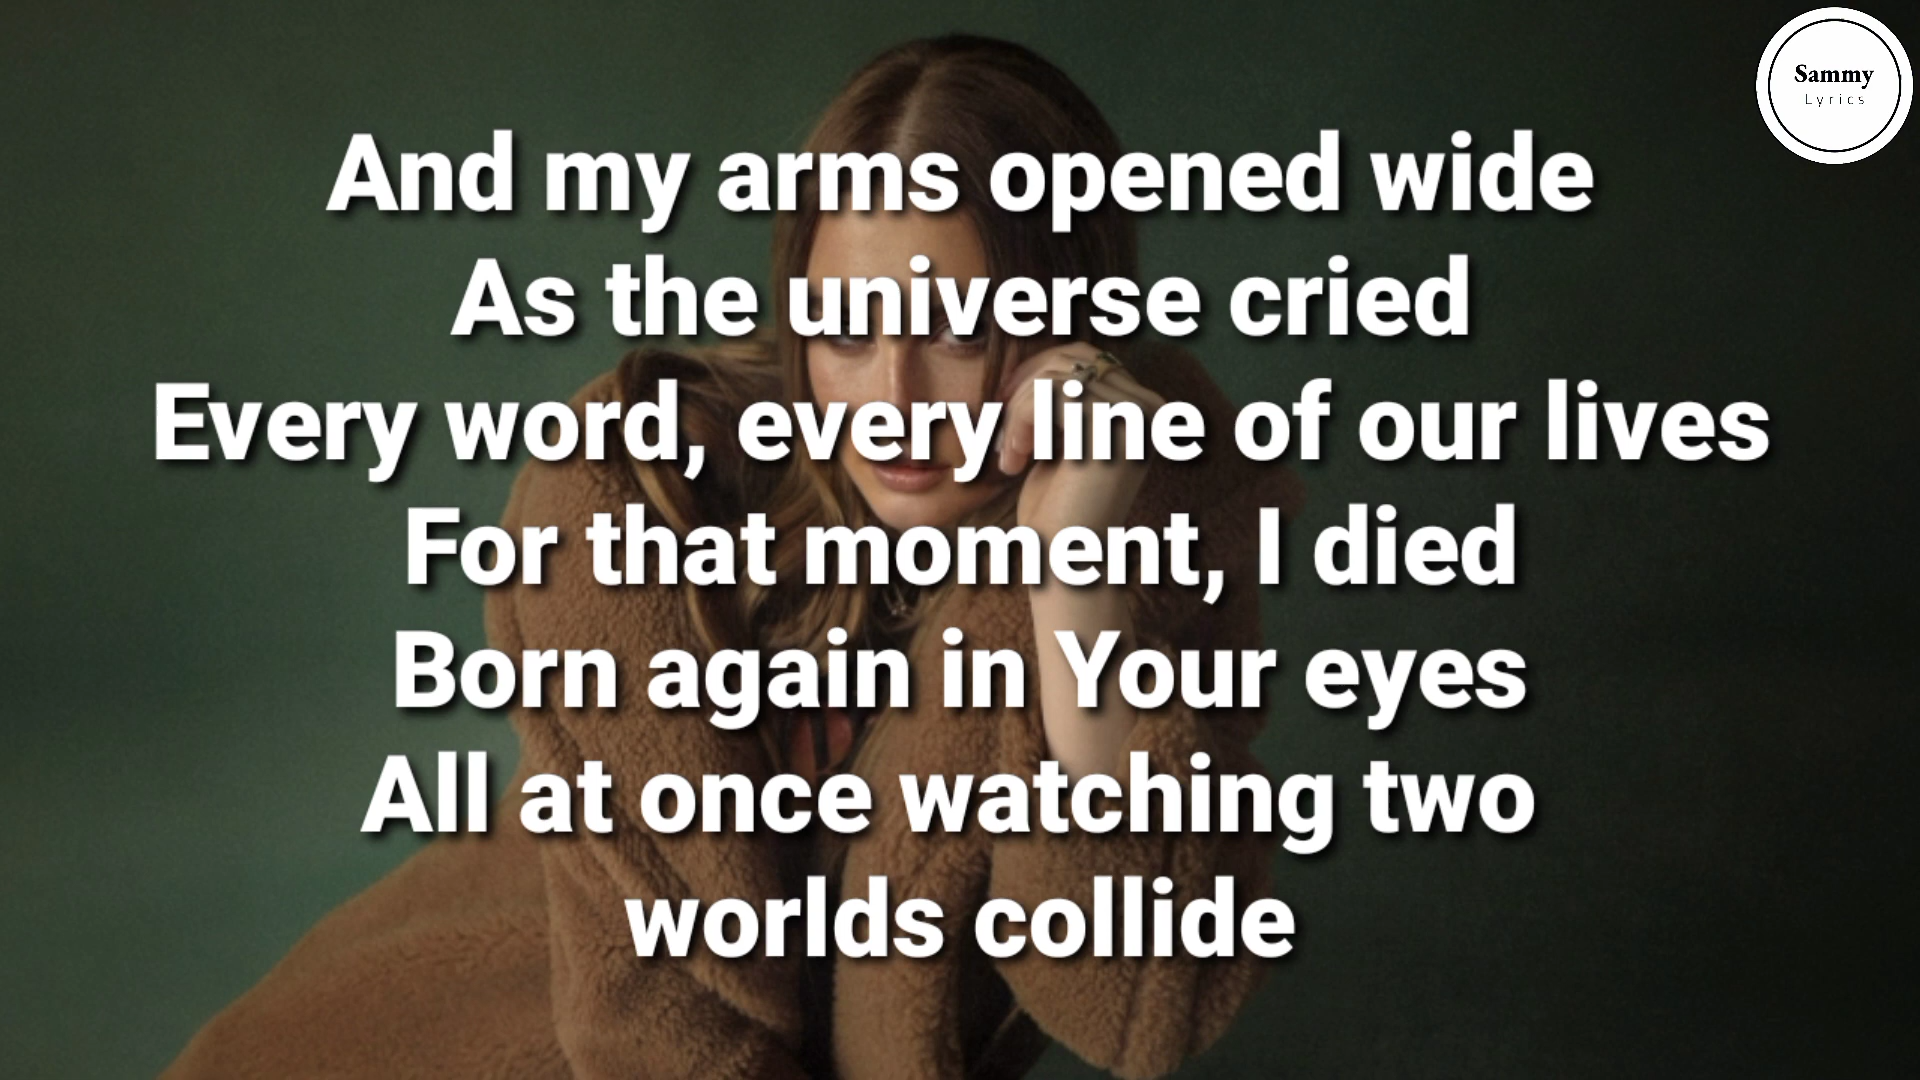 Sammy
Lyrics
And my arms opened wide
As the universe cried
Every word, every line of our lives
For that moment, I died
Born again in Your eyes
All at once watching two
worlds collide